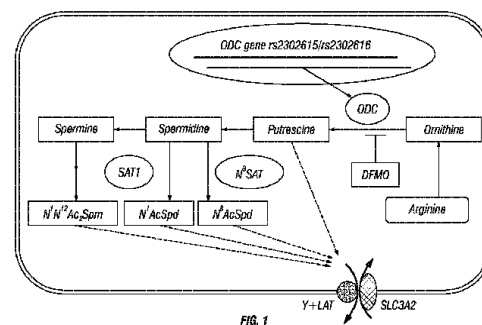 ODC gene rs2302615/rs2302616
ODC
Spermine
Spermidine
Putrescine
Ornithine
SAT1
N⁸SAT
DFMO
N¹N¹²Ac₂Spm
N¹AcSpd
N⁸AcSpd
Arginine
Y+LAT
SLC3A2
FIG. 1